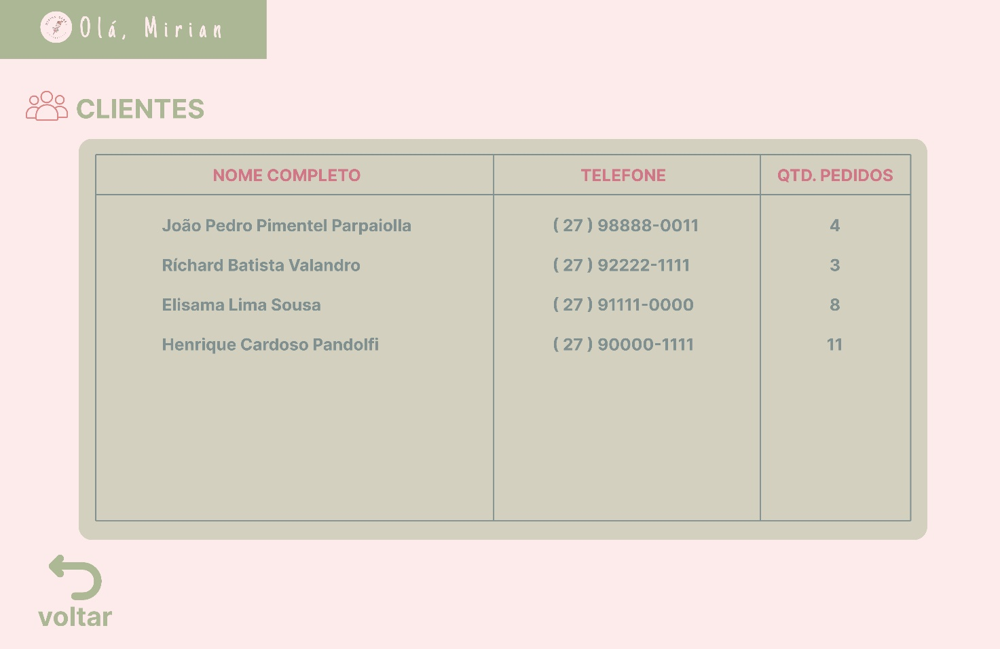 Olá, Mirian
CLIENTES
NOME COMPLETO TELEFONE QTD. PEDIDOS
João Pedro Pimentel Parpaiolla ( 27 ) 98888-0011 4
Ríchard Batista Valandro ( 27 ) 92222-1111 3
Elisama Lima Sousa ( 27 ) 91111-0000 8
Henrique Cardoso Pandolfi ( 27 ) 90000-1111 11
voltar